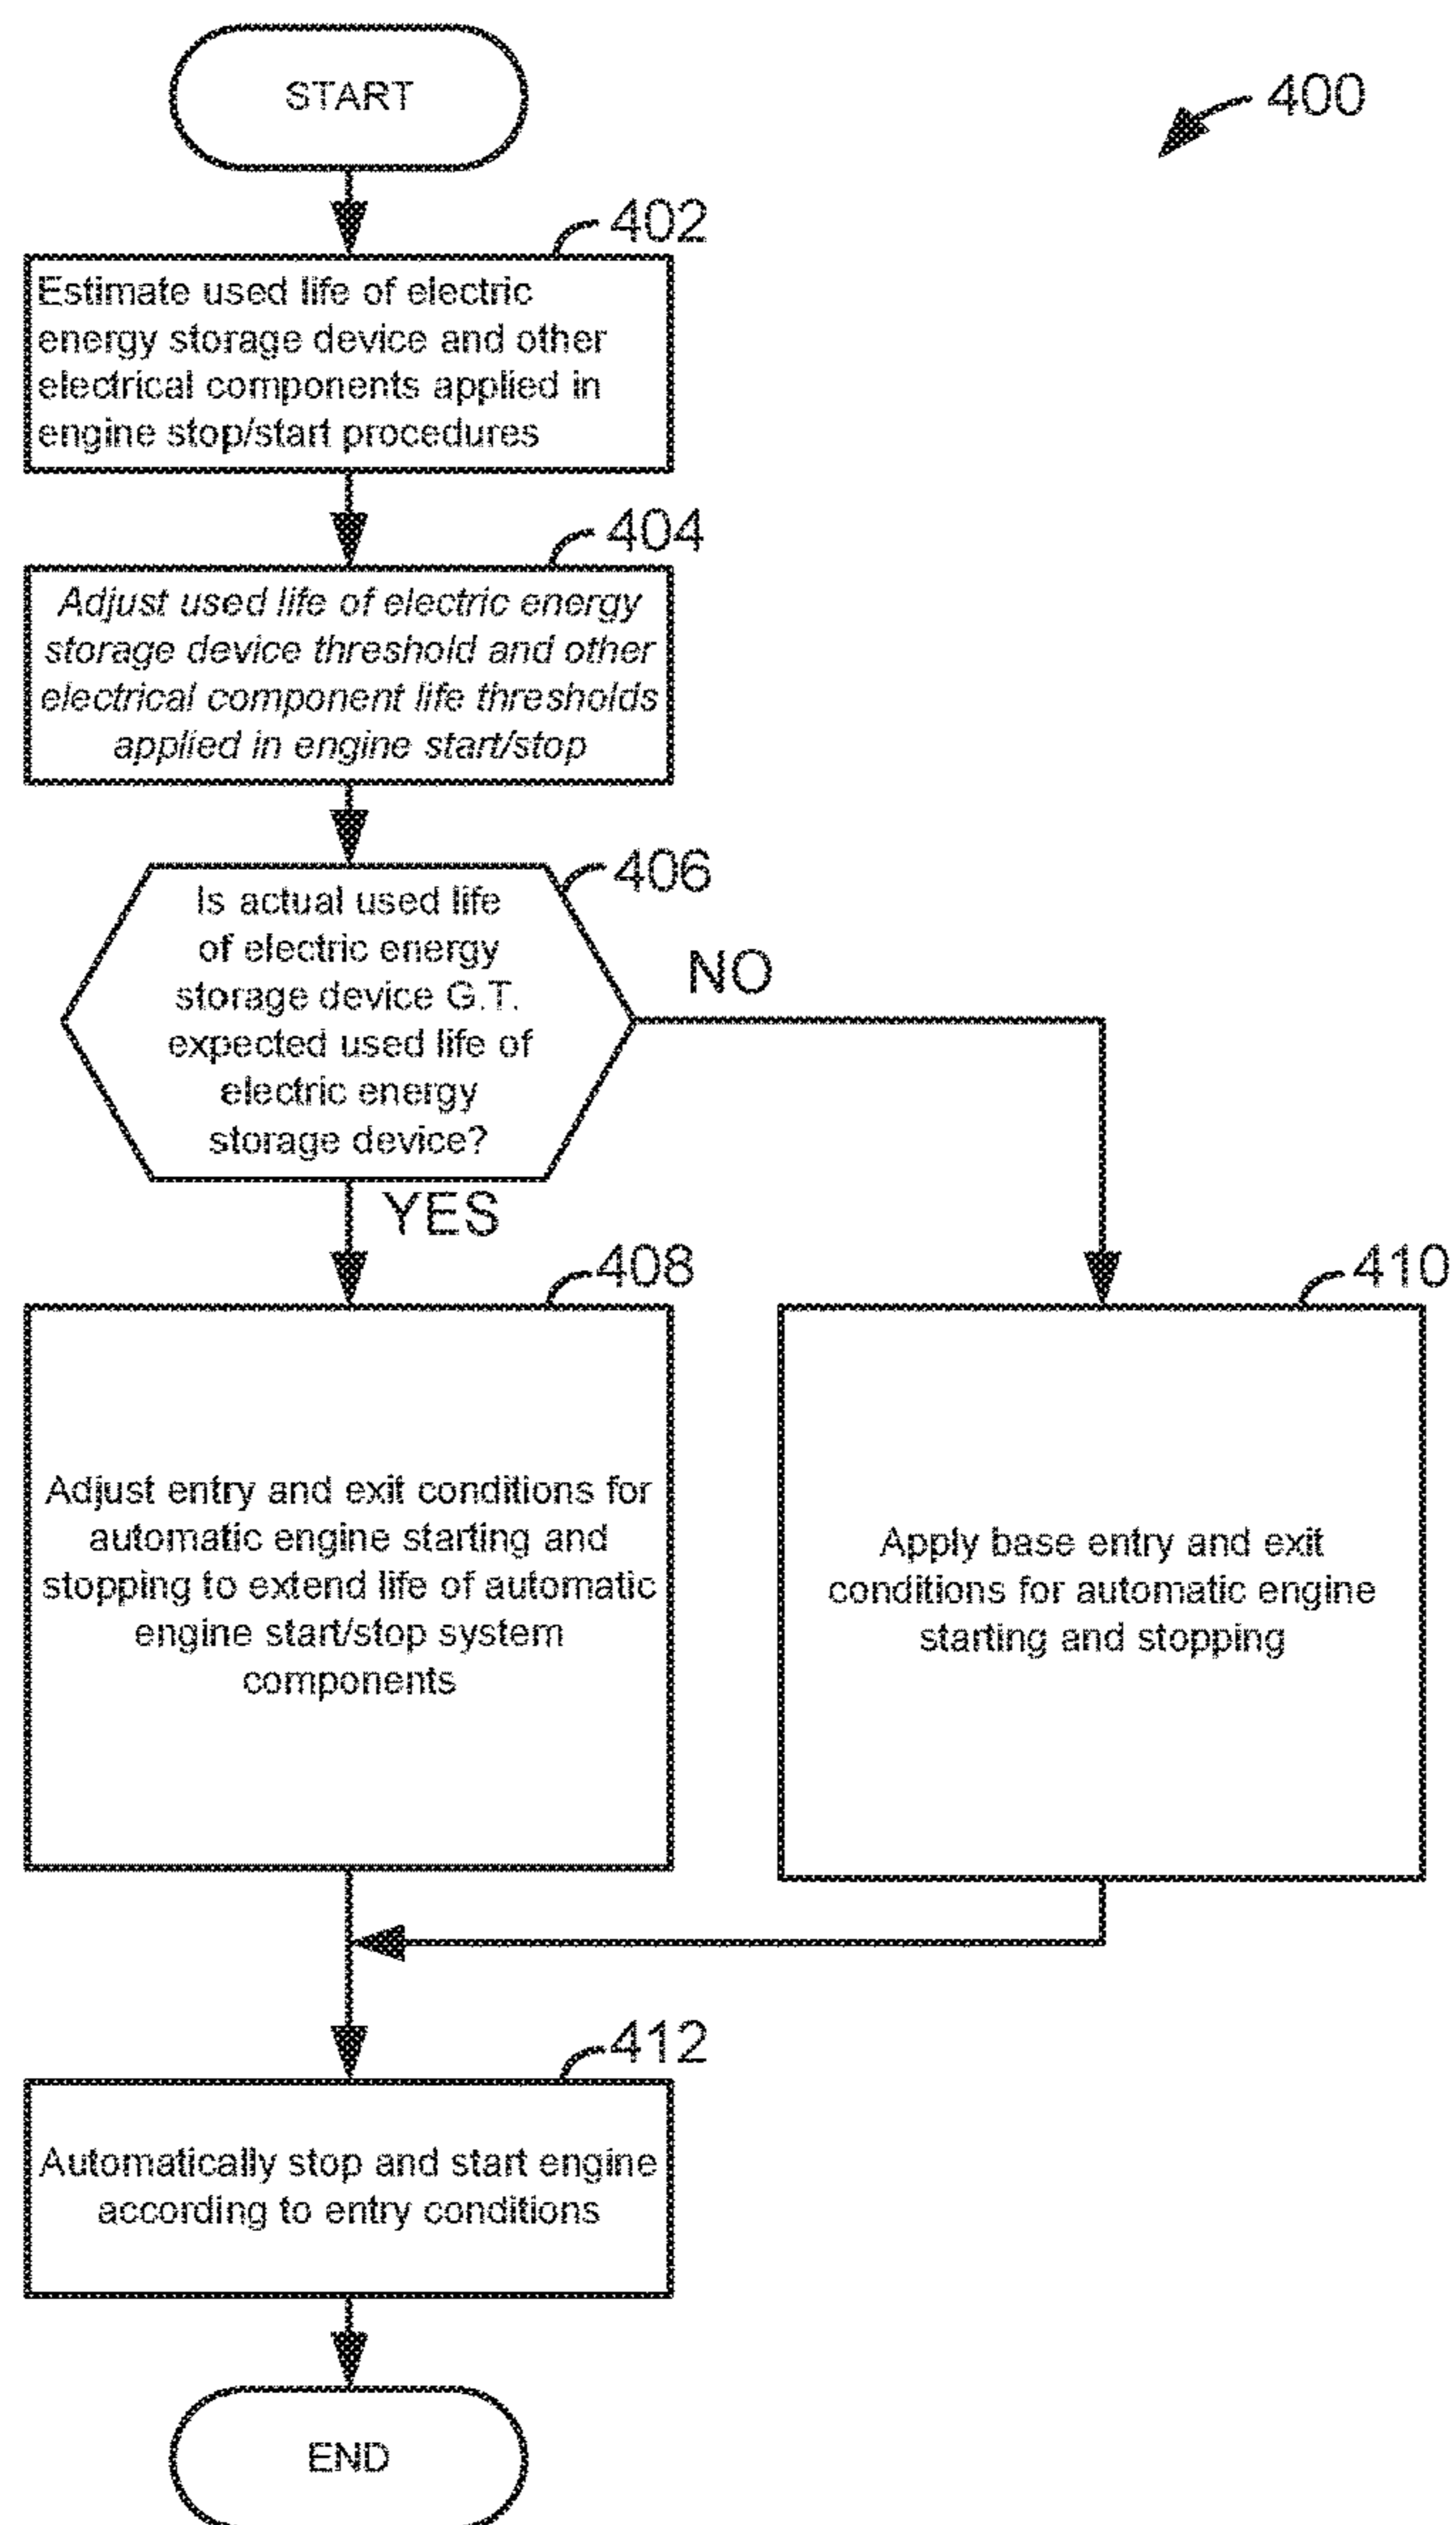 START
400
402
Estimate used life of electric
energy storage device and other
electrical components applied in
engine stop/start procedures
404
Adjust used life of electric energy
storage device threshold and other
electrical component life thresholds
applied in engine start/stop
406
Is actual used life
of electric energy
storage device G.T.
expected used life of
electric energy
storage device?
NO
YES
408
Adjust entry and exit conditions for
automatic engine starting and
stopping to extend life of automatic
engine start/stop system
components
410
Apply base entry and exit
conditions for automatic engine
starting and stopping
412
Automatically stop and start engine
according to entry conditions
END